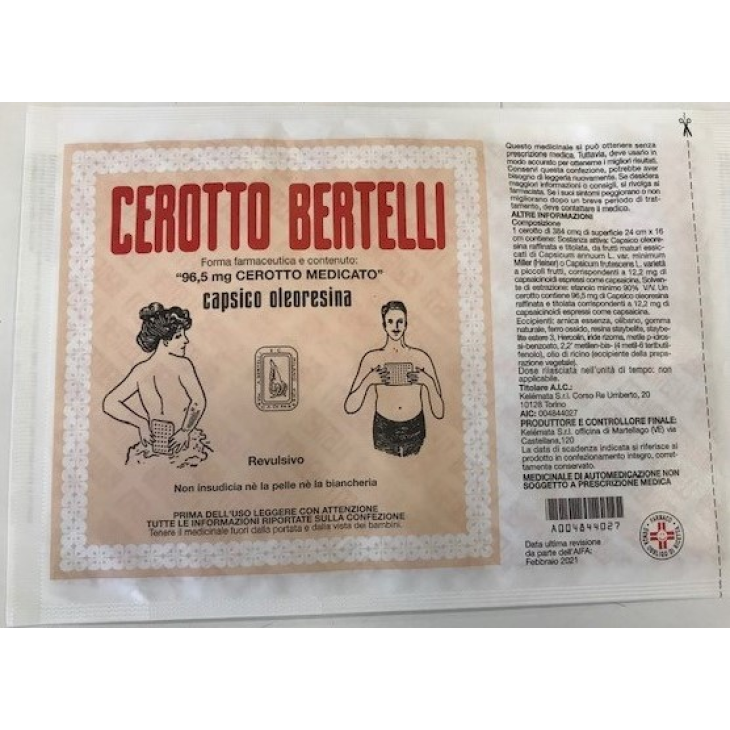 CEROTTO BERTELLI
Forma farmaceutica e contenuto:
"96,5 mg CEROTTO MEDICATO"
capsico oleoresina
Revulsivo
Non insudicia nè la pelle nè la biancheria
PRIMA DELL'USO LEGGERE CON ATTENZIONE
TUTTE LE INFORMAZIONI RIPORTATE SULLA CONFEZIONE
Tenere il medicinale fuori dalla portata e dalla vista dei bambini.
Questo medicinale si può ottenere senza
prescrizione medica. Tuttavia, deve usarlo in
modo accurato per ottenerne i migliori risultati.
Conservi questa confezione, potrebbe aver
bisogno di leggerla nuovamente. Se desidera
maggiori informazioni o consigli, si rivolga al
farmacista. Se i suoi sintomi peggiorano o non
migliorano dopo un breve periodo di trat-
tamento, deve contattare il medico.
ALTRE INFORMAZIONI
Composizione
1 cerotto di 384 cmq di superficie 24 cm x 16
cm contiene: Sostanza attiva: Capsico oleore-
sina raffinata e titolata, da frutti maturi essic-
cati di Capsicum annuum L. var. minimum
Miller (Heiser) o Capsicum frutescens L. varietà
a piccoli frutti, corrispondenti a 12,2 mg di
capsaicinoidi espressi come capsaicina. Solven-
te di estrazione: etanolo minimo 90% V/V. Un
cerotto contiene 96,5 mg di Capsico oleoresina
raffinata e titolata corrispondenti a 12,2 mg di
capsaicinoidi espressi come capsaicina.
Eccipienti: arnica essenza, olibano, gomma
naturale, ferro ossido, resina staybelite, staybe-
lite estere 3, Hercolin, iride rizoma, metile p-idros-
si-benzoato, 2,2' metilen-bis- (4 metil-6 terbutil-
fenolo), olio di ricino (eccipiente della prepa-
razione vegetale).
Dose rilasciata nell'unità di tempo: non
applicabile.
Titolare A.I.C.:
Kelémata S.r.l. Corso Re Umberto, 20
10128 Torino
AIC: 004844027
PRODUTTORE E CONTROLLORE FINALE:
Kelémata S.r.l. officina di Martellago (VE) via
Castellana,120
La data di scadenza indicata si riferisce al
prodotto in confezionamento integro, corret-
tamente conservato.
MEDICINALE DI AUTOMEDICAZIONE NON
SOGGETTO A PRESCRIZIONE MEDICA
A004844027
Data ultima revisione
da parte dell'AIFA:
Febbraio 2021